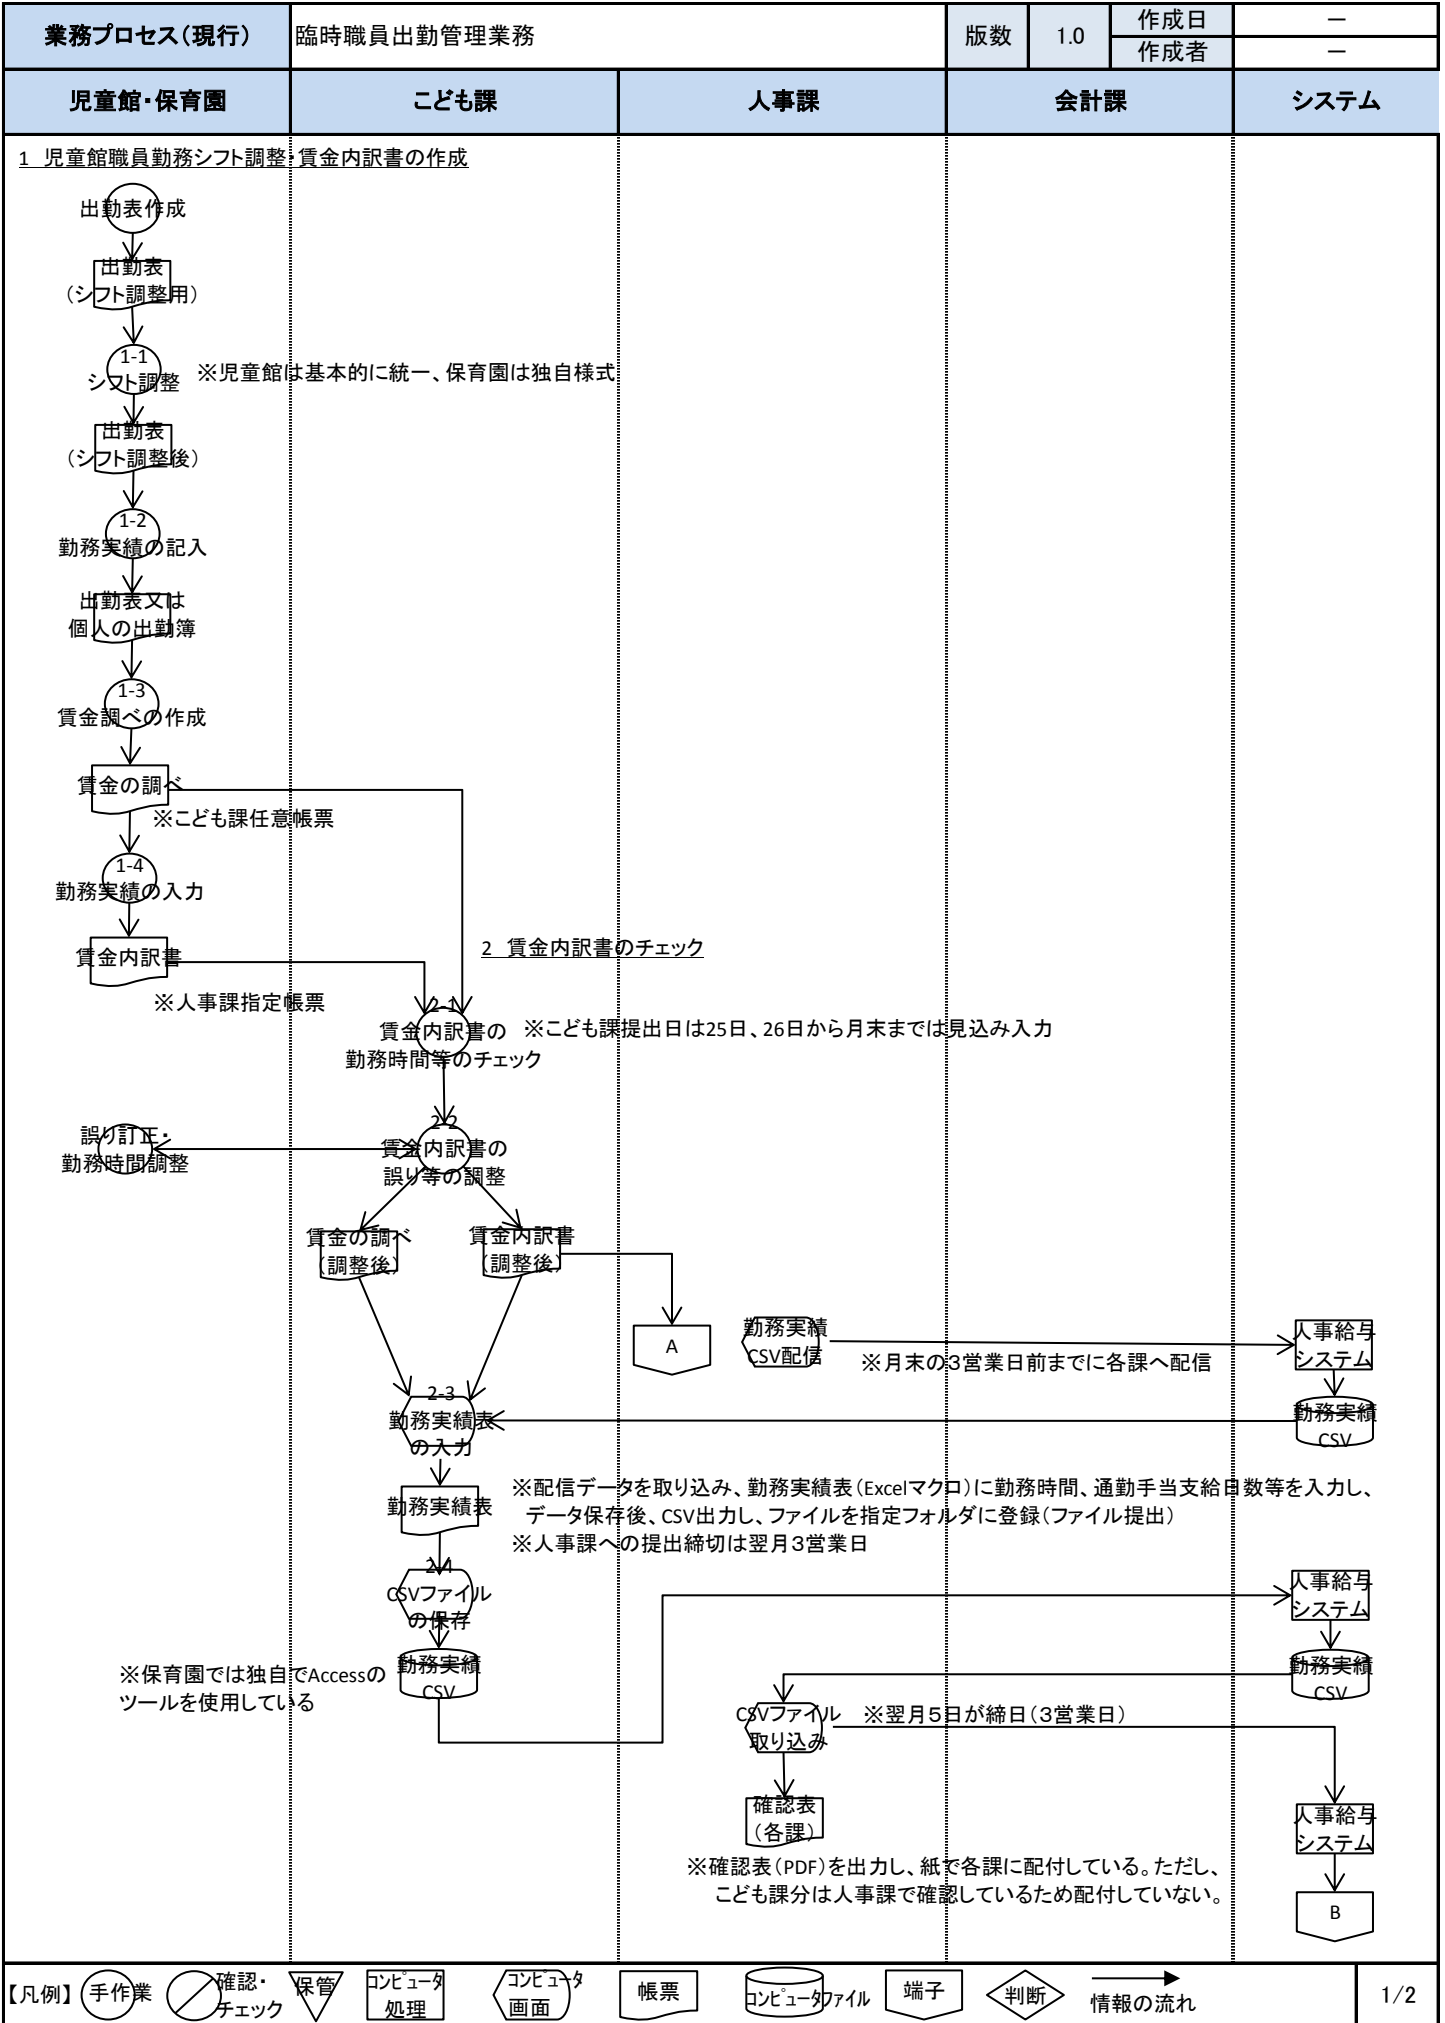 業務プロセス（現行）
臨時職員出勤管理業務
版数
1.0
作成日
－
作成者
－
児童館・保育園
こども課
人事課
会計課
システム
1　児童館職員勤務シフト調整・賃金内訳書の作成
出勤表作成
出勤表
（シフト調整用）
1-1
シフト調整
※児童館は基本的に統一、保育園は独自様式
出勤表
（シフト調整後）
1-2
勤務実績の記入
出勤表又は
個人の出勤簿
1-3
賃金調べの作成
賃金の調べ
※こども課任意帳票
1-4
勤務実績の入力
賃金内訳書
※人事課指定帳票
2　賃金内訳書のチェック
2-1
賃金内訳書の
勤務時間等のチェック
※こども課提出日は25日、26日から月末までは見込み入力
2-2
賃金内訳書の
誤り等の調整
誤り訂正・
勤務時間調整
賃金の調べ
（調整後）
賃金内訳書
（調整後）
A
勤務実績
CSV配信
※月末の３営業日前までに各課へ配信
人事給与
システム
勤務実績
CSV
2-3
勤務実績表
の入力
勤務実績表
※配信データを取り込み、勤務実績表（Excelマクロ）に勤務時間、通勤手当支給日数等を入力し、
データ保存後、CSV出力し、ファイルを指定フォルダに登録（ファイル提出）
※人事課への提出締切は翌月３営業日
2-4
CSVファイル
の保存
勤務実績
CSV
※保育園では独自でAccessの
ツールを使用している
人事給与
システム
勤務実績
CSV
CSVファイル
取り込み
※翌月５日が締日（３営業日）
確認表
（各課）
※確認表（PDF）を出力し、紙で各課に配付している。ただし、
こども課分は人事課で確認しているため配付していない。
人事給与
システム
B
【凡例】
手作業
確認・
チェック
保管
ｺﾝﾋﾟｭｰﾀ
処理
ｺﾝﾋﾟｭｰﾀ
画面
帳票
ｺﾝﾋﾟｭｰﾀﾌｧｲﾙ
端子
判断
情報の流れ
1/2